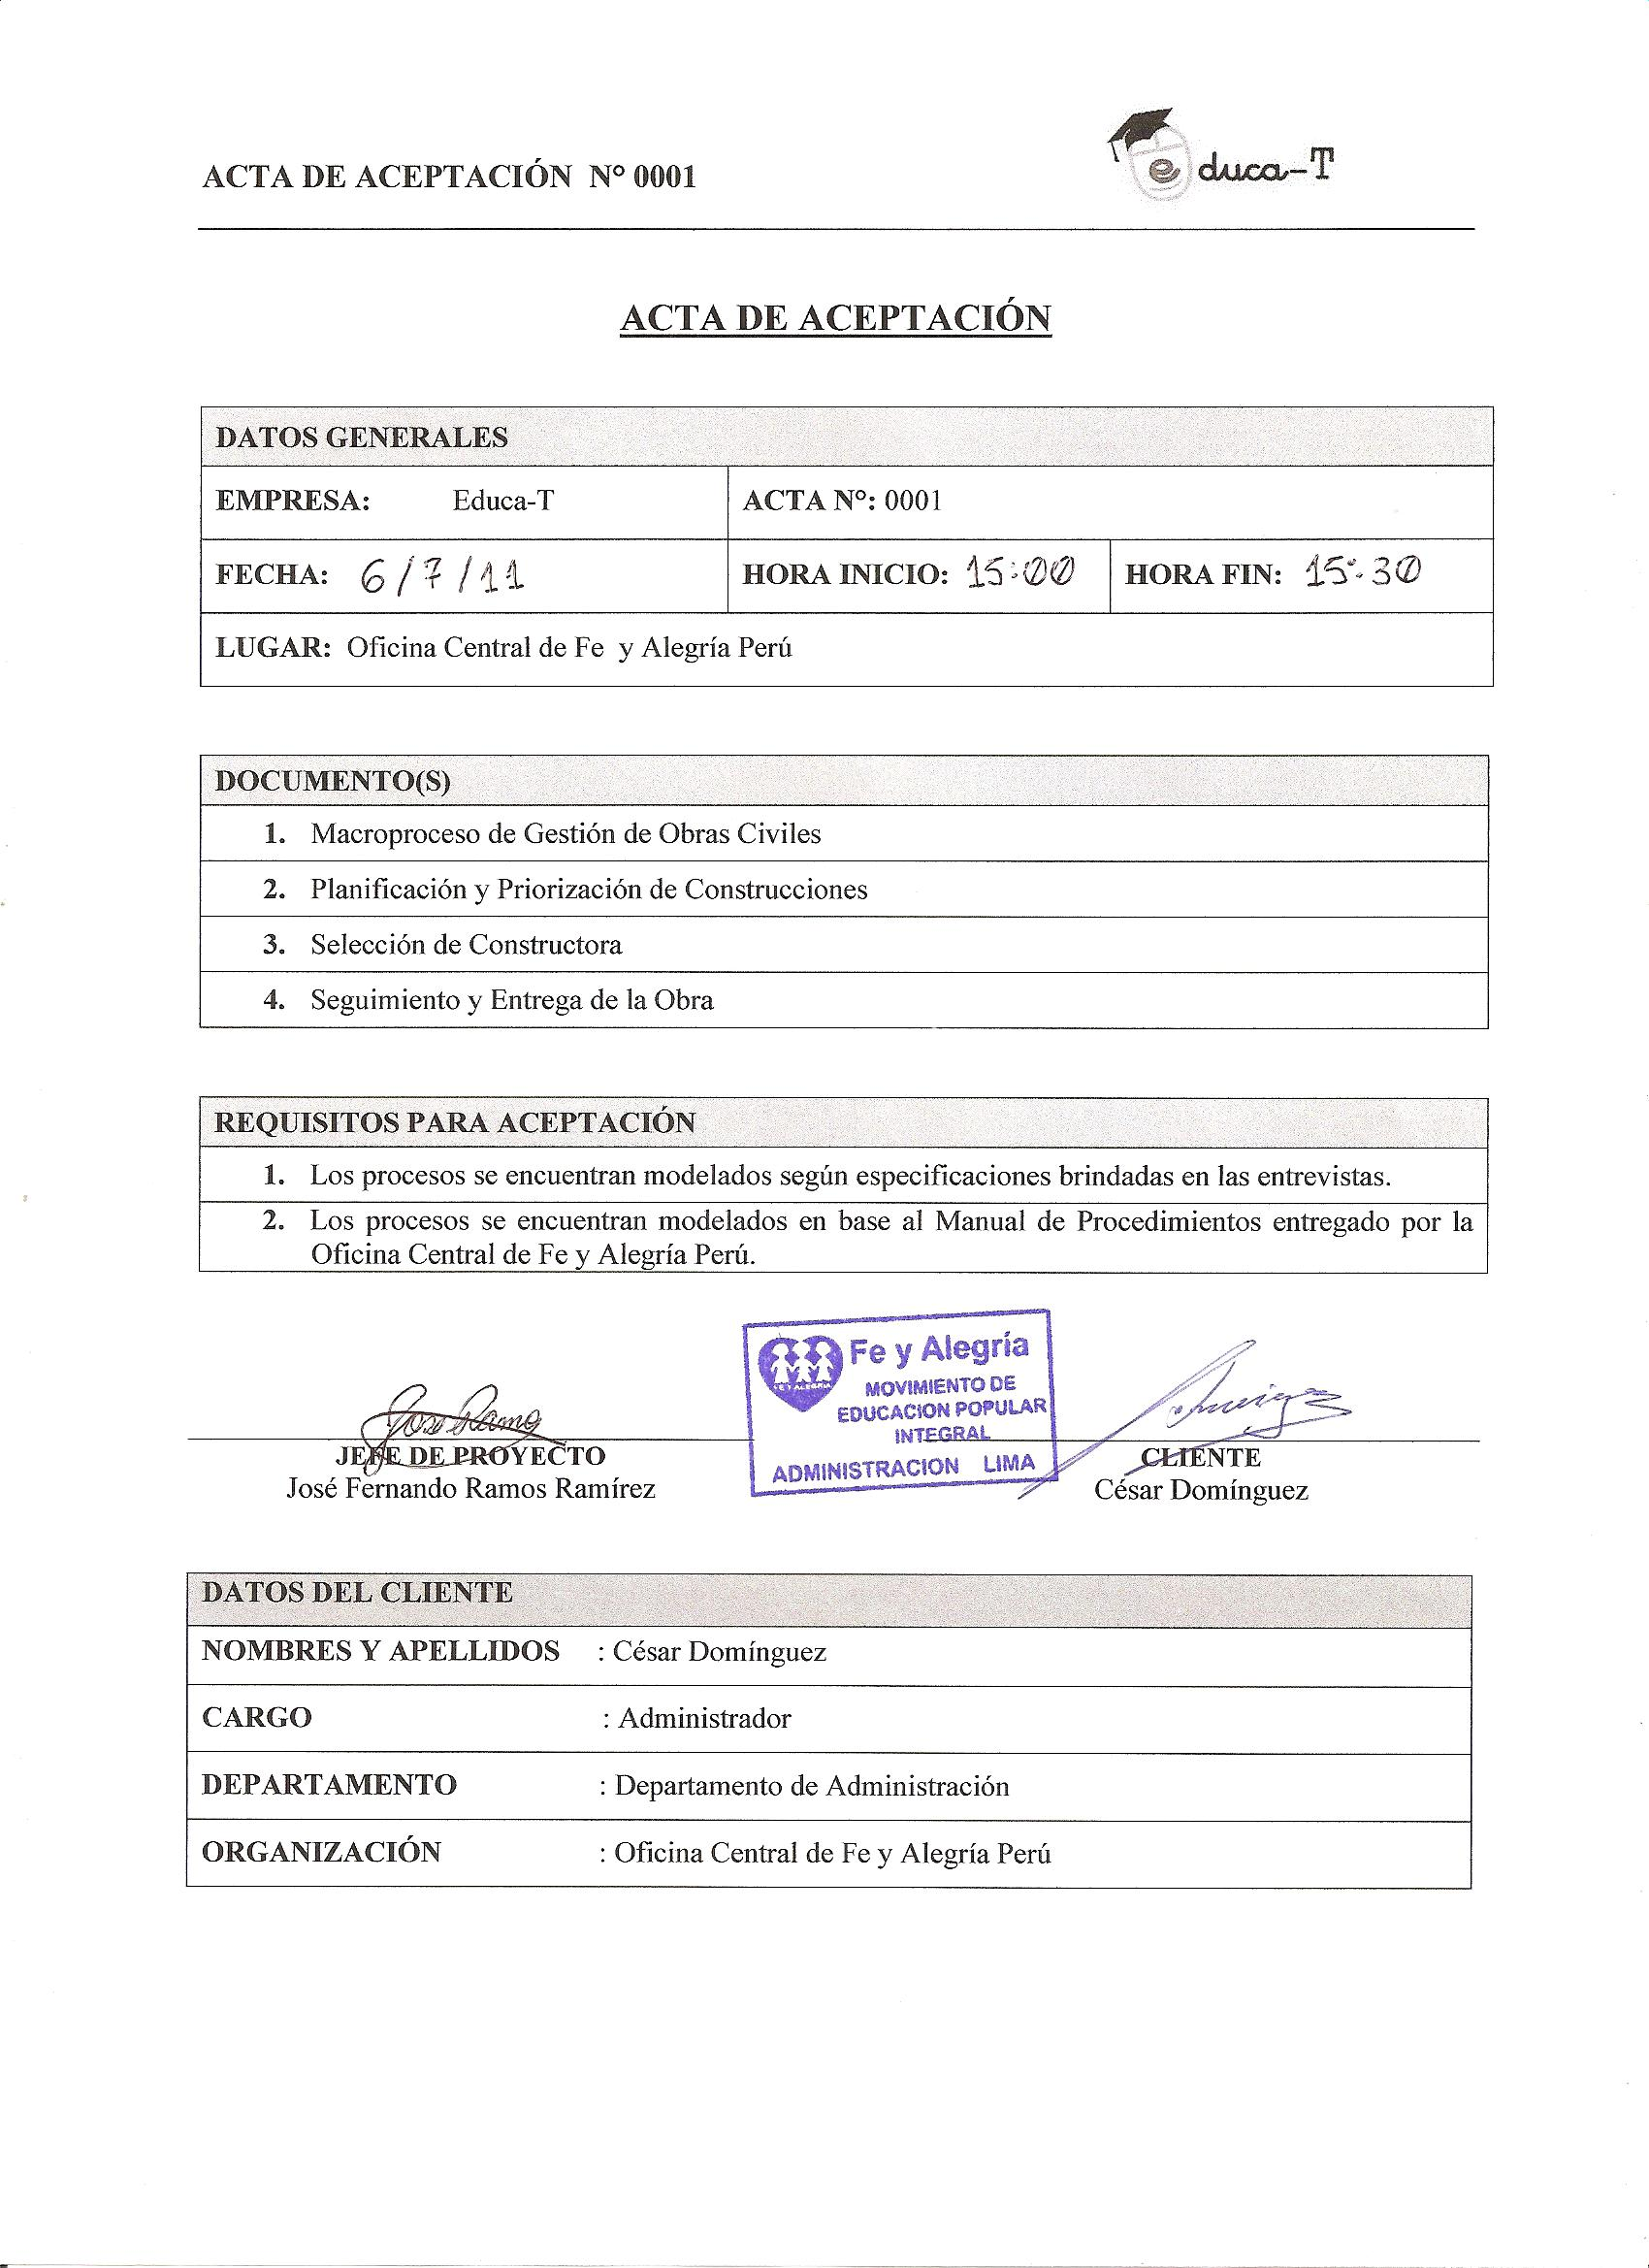 ACTA DE ACEPTACIÓN N° 0001
educa-T
ACTA DE ACEPTACIÓN
DATOS GENERALES
EMPRESA: Educa-T
ACTA N°: 0001
FECHA: 6/7/11
HORA INICIO: 15:00
HORA FIN: 15:30
LUGAR: Oficina Central de Fe y Alegría Perú
DOCUMENTO(S)
1. Macroproceso de Gestión de Obras Civiles
2. Planificación y Priorización de Construcciones
3. Selección de Constructora
4. Seguimiento y Entrega de la Obra
REQUISITOS PARA ACEPTACIÓN
1. Los procesos se encuentran modelados según especificaciones brindadas en las entrevistas.
2. Los procesos se encuentran modelados en base al Manual de Procedimientos entregado por la
Oficina Central de Fe y Alegría Perú.
Jose Ramos
JEFE DE PROYECTO
José Fernando Ramos Ramírez
Fe y Alegría
MOVIMIENTO DE
EDUCACION POPULAR
INTEGRAL
ADMINISTRACION LIMA
CLIENTE
César Domínguez
DATOS DEL CLIENTE
NOMBRES Y APELLIDOS : César Domínguez
CARGO : Administrador
DEPARTAMENTO : Departamento de Administración
ORGANIZACIÓN : Oficina Central de Fe y Alegría Perú